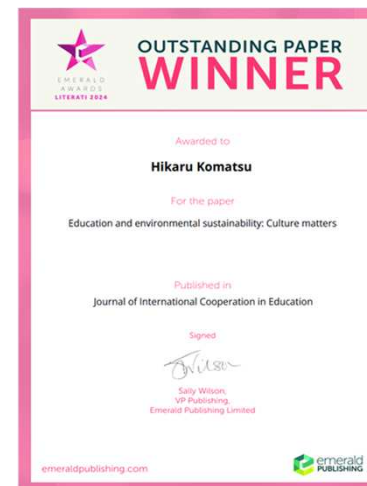 OUTSTANDING PAPER
WINNER
EMERALD
AWARDS
LITERATI 2024
Awarded to
Hikaru Komatsu
For the paper
Education and environmental sustainability: Culture matters
Published in
Journal of International Cooperation in Education
Signed
Sally Wilson,
VP Publishing,
Emerald Publishing Limited
emeraldpublishing.com
emerald
PUBLISHING